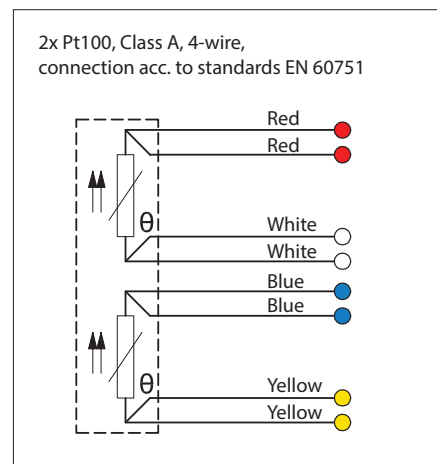 2x Pt100, Class A, 4-wire,
connection acc. to standards EN 60751
Red
Red
θ
White
White
Blue
Blue
θ
Yellow
Yellow